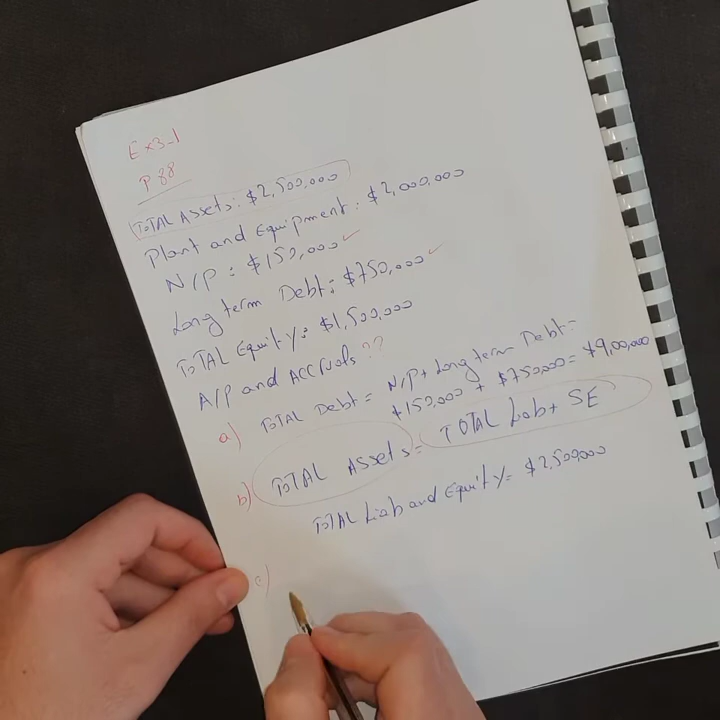 Ex3-1
P 88
TOTAL Assets: $2,500,000
Plant and Equipment: $2,000,000
N/P: $150,000 ✓
Long term Debt: $750,000 ✓
TOTAL Equity: $1,500,000
A/P and ACCruals ??
a) TOTAL Debt = N/P + Long term Debt =
$150,000 + $750,000 = $9,00,000
b) TOTAL Assets = TOTAL Liab + SE
TOTAL Liab and Equity = $2,500,000
c)